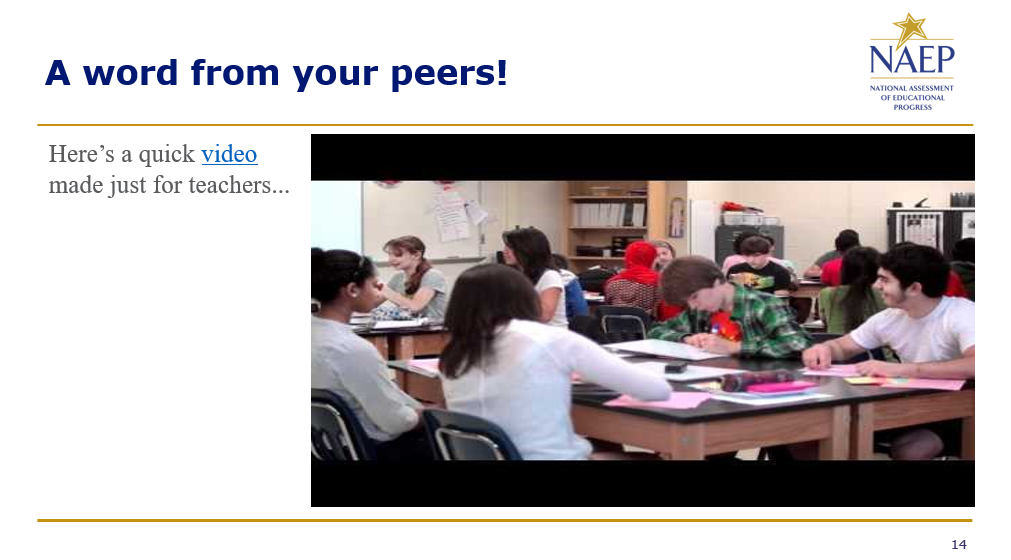 A word from your peers!
NAEP
NATIONAL ASSESSMENT
OF EDUCATIONAL
PROGRESS
Here’s a quick video
made just for teachers...
14